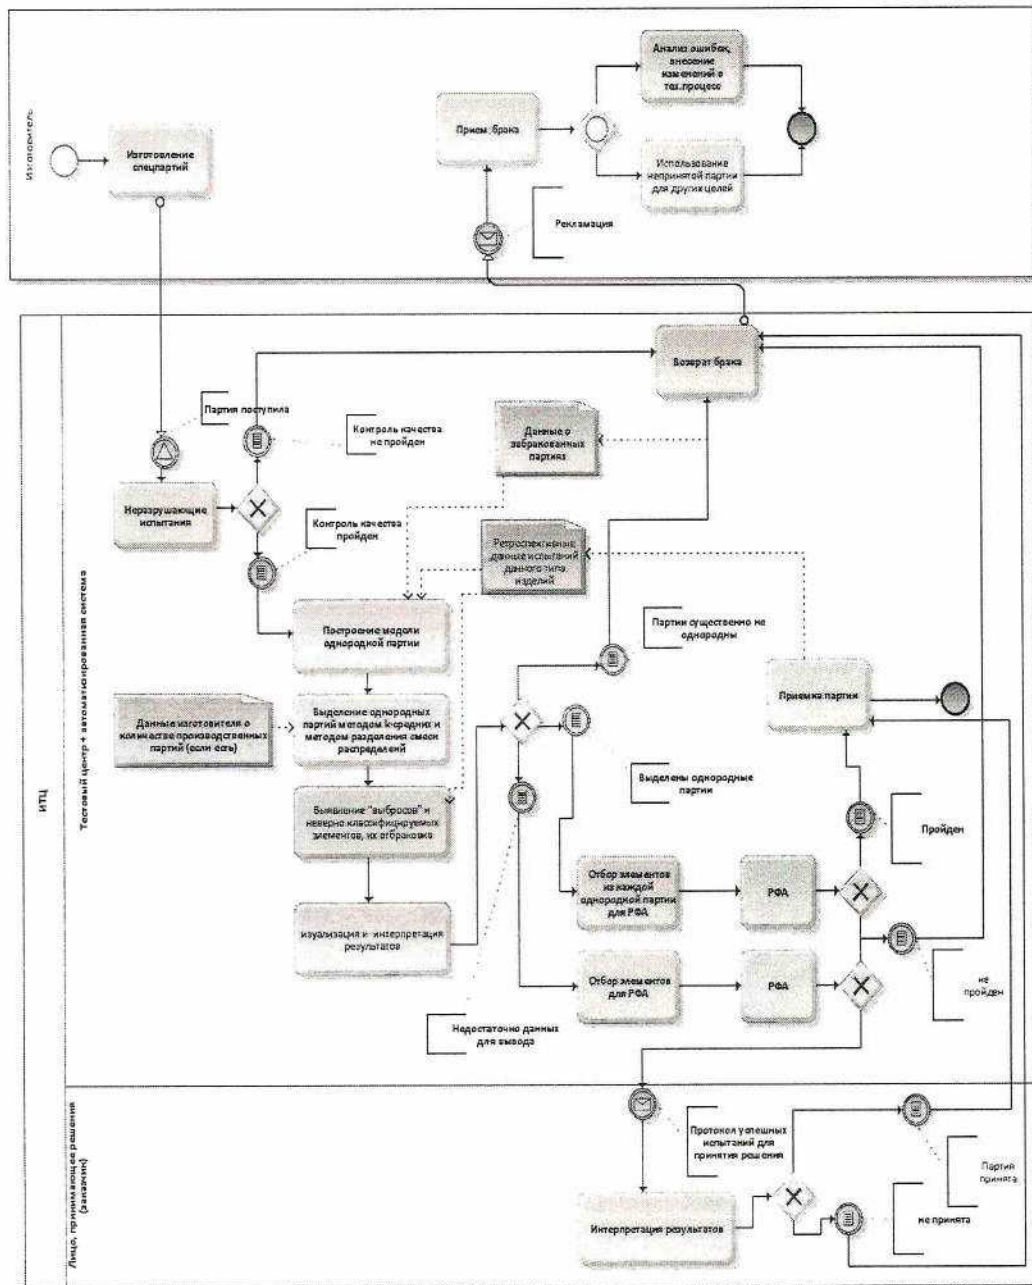 Изготовитель
Изготовление
спецпартий
Прием брака
Анализ ошибок,
внесение
изменений в
тех.процесс
Использование
непринятой партии
для других целей
Рекламация
ИТЦ
Тестовый центр + автоматизированная система
Партия поступила
Контроль качества
не пройден
Неразрушающие
испытания
Контроль качества
пройден
Возврат брака
Данные о
забракованных
партиях
Ретроспективные
данные испытаний
данного типа
изделий
Построение модели
однородной партии
Партии существенно не
однородны
Приемка партии
Данные изготовителя о
количестве производственных
партий (если есть)
Выделение однородных
партий методом k-средних и
методом разделения смеси
распределений
Выделены однородные
партии
Выявление "выбросов" и
неверно классифицируемых
элементов, их отбраковка
Пройден
изуализация и интерпретация
результатов
Отбор элементов
из каждой
однородной партии
для РФА
РФА
Отбор элементов
для РФА
РФА
не
пройден
Недостаточно данных
для вывода
Лицо, принимающее решения
(заказчик)
Протокол успешных
испытаний для
принятия решения
Партия
принята
Интерпретация результатов
не принята